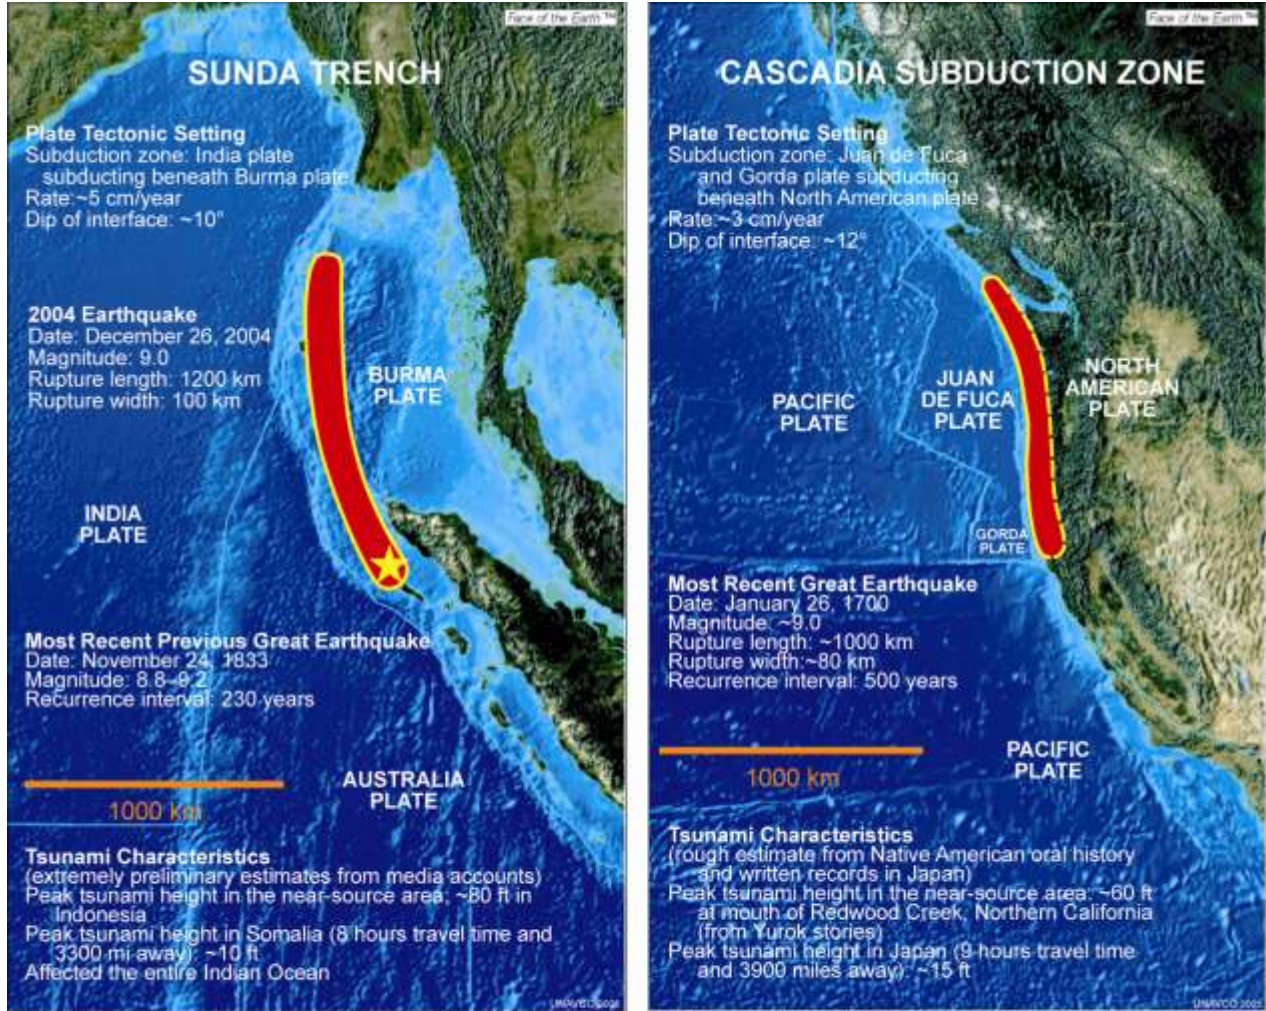 Face of the Earth™
SUNDA TRENCH
Plate Tectonic Setting
Subduction zone: India plate
subducting beneath Burma plate
Rate:~5 cm/year
Dip of interface: ~10°
2004 Earthquake
Date: December 26, 2004
Magnitude: 9.0
Rupture length: 1200 km
Rupture width: 100 km
BURMA
PLATE
INDIA
PLATE
Most Recent Previous Great Earthquake
Date: November 24, 1833
Magnitude: 8.8-9.2
Recurrence interval: 230 years
1000 km
AUSTRALIA
PLATE
Tsunami Characteristics
(extremely preliminary estimates from media accounts)
Peak tsunami height in the near-source area: ~80 ft in
Indonesia
Peak tsunami height in Somalia (8 hours travel time and
3300 mi away): ~10 ft
Affected the entire Indian Ocean
UNAVCO 2005
Face of the Earth™
CASCADIA SUBDUCTION ZONE
Plate Tectonic Setting
Subduction zone: Juan de Fuca
and Gorda plate subducting
beneath North American plate
Rate:~3 cm/year
Dip of interface: ~12°
PACIFIC
PLATE
JUAN
DE FUCA
PLATE
NORTH
AMERICAN
PLATE
GORDA
PLATE
Most Recent Great Earthquake
Date: January 26, 1700
Magnitude: ~9.0
Rupture length: ~1000 km
Rupture width:~80 km
Recurrence interval: 500 years
1000 km
PACIFIC
PLATE
Tsunami Characteristics
(rough estimate from Native American oral history
and written records in Japan)
Peak tsunami height in the near-source area: ~60 ft
at mouth of Redwood Creek, Northern California
(from Yurok stories)
Peak tsunami height in Japan (9 hours travel time
and 3900 miles away): ~15 ft
UNAVCO 2005